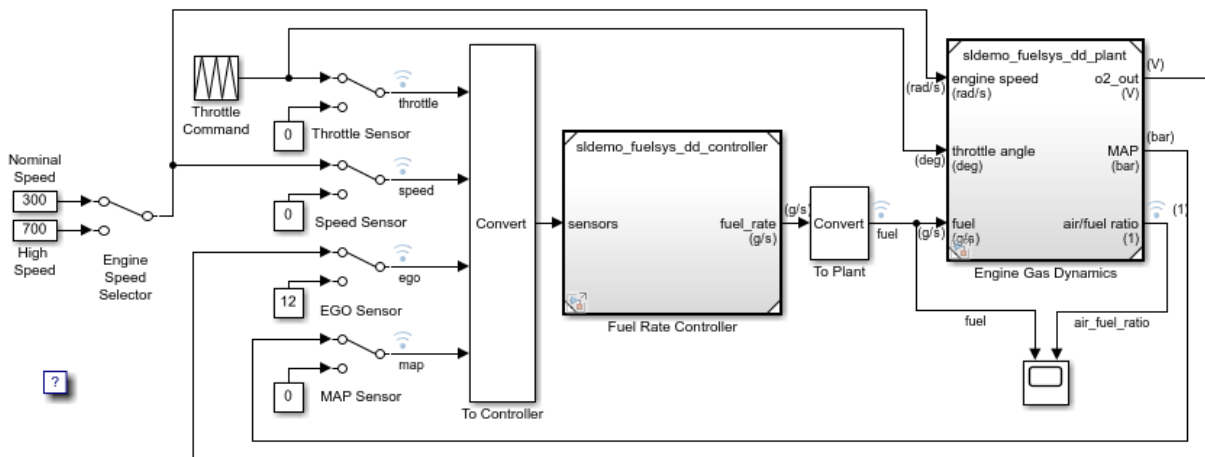 sldemo_fuelsys_dd_plant
(V)
engine speed
(rad/s)
(rad/s)
o2_out
(V)
throttle
Throttle
Command
0
Throttle Sensor
sldemo_fuelsys_dd_controller
(deg)
throttle angle
(deg)
(bar)
MAP
(bar)
Nominal
Speed
300
700
High
Speed
Engine
Speed
Selector
speed
0
Speed Sensor
Convert
sensors
fuel_rate
(g/s)
(g/s)
Convert
To Plant
fuel
(g/s)
fuel
(g/s)
air/fuel ratio
(1)
(1)
Engine Gas Dynamics
ego
12
EGO Sensor
Fuel Rate Controller
fuel
air_fuel_ratio
map
0
MAP Sensor
To Controller
?